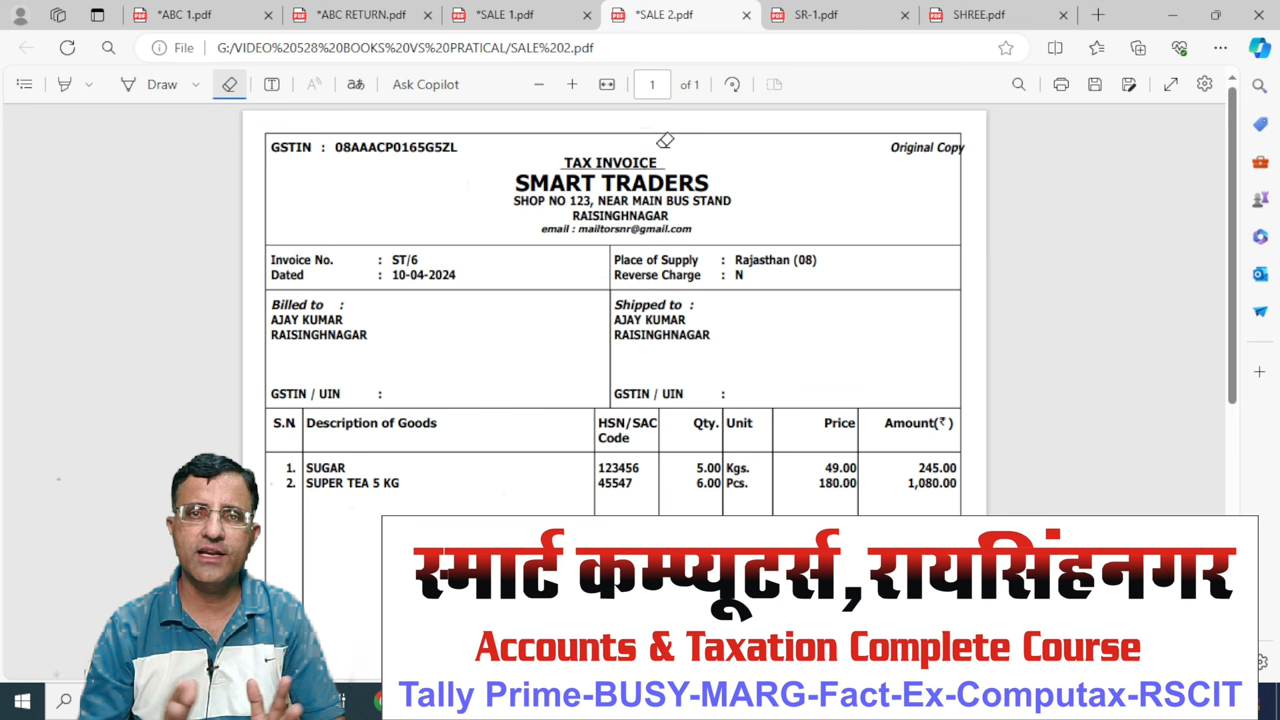 *ABC 1.pdf
*ABC RETURN.pdf
*SALE 1.pdf
*SALE 2.pdf
SR-1.pdf
SHREE.pdf
File
G:/VIDEO%20528%20BOOKS%20VS%20PRATICAL/SALE%202.pdf
Draw
Ask Copilot
1
of 1
GSTIN : 08AAACP0165G5ZL
Original Copy
TAX INVOICE
SMART TRADERS
SHOP NO 123, NEAR MAIN BUS STAND
RAISINGHNAGAR
email : mailtorsnr@gmail.com
Invoice No. : ST/6
Dated : 10-04-2024
Place of Supply : Rajasthan (08)
Reverse Charge : N
Billed to :
AJAY KUMAR
RAISINGHNAGAR
GSTIN / UIN :
Shipped to :
AJAY KUMAR
RAISINGHNAGAR
GSTIN / UIN :
S.N Description of Goods HSN/SAC Code Qty. Unit Price Amount(₹ )
1. SUGAR 123456 5.00 Kgs. 49.00 245.00
2. SUPER TEA 5 KG 45547 6.00 Pcs. 180.00 1,080.00
स्मार्ट कम्प्यूटर्स,रायसिंहनगर
Accounts & Taxation Complete Course
Tally Prime-BUSY-MARG-Fact-Ex-Computax-RSCIT